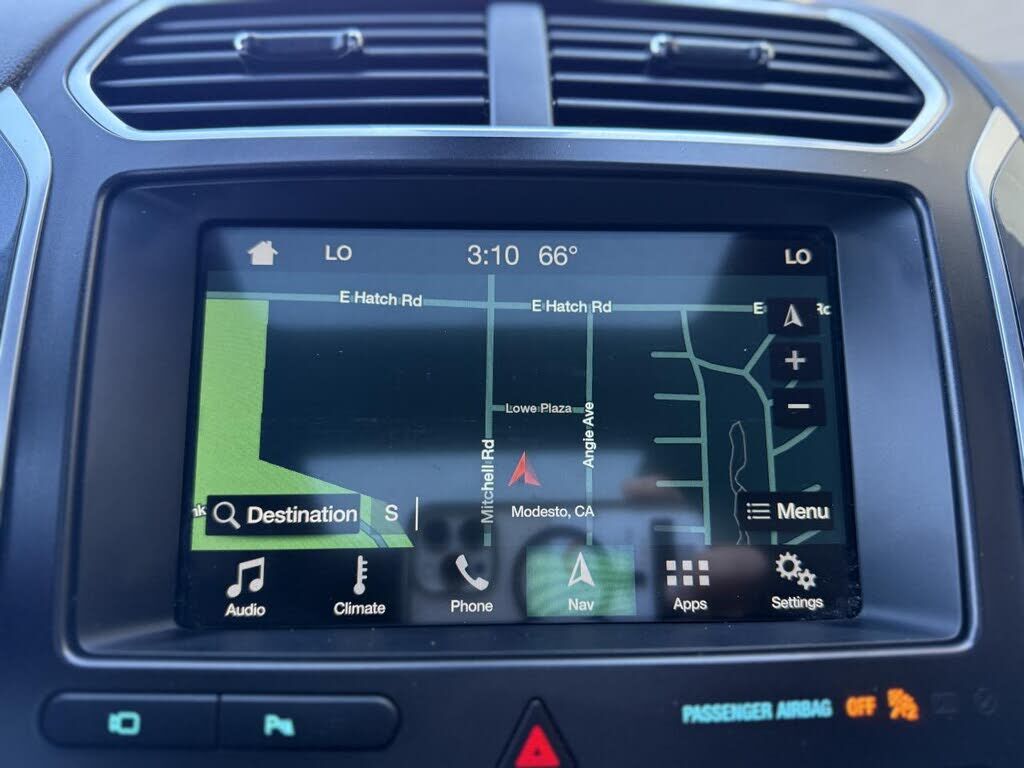 LO 3:10 66° LO
E Hatch Rd E Hatch Rd E
Lowe Plaza
Angie Ave
Mitchell Rd
Modesto, CA
Destination S Menu
Audio Climate Phone Nav Apps Settings
PASSENGER AIRBAG OFF